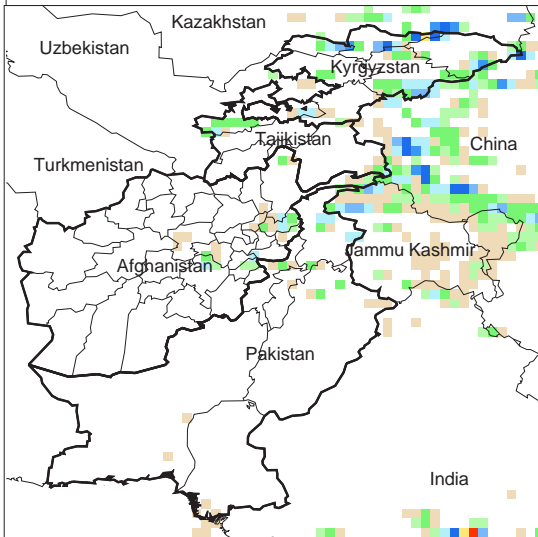 Kazakhstan
Uzbekistan
Kyrgyzstan
Tajikistan
China
Turkmenistan
Jammu Kashmir
Afghanistan
Pakistan
India